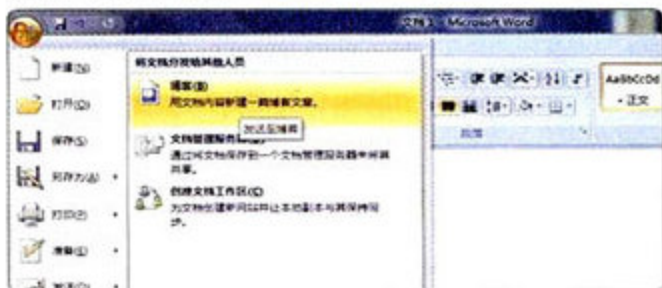 文档 1 - Microsoft Word
新建(N)
打开(O)
保存(S)
另存为(A)
打印(P)
准备(E)
发送(D)
将文档分发给其他人员
博客(B)
用文档内容新建一篇博客文章。
发送至博客
文档管理服务器
通过将文档保存到一个文档管理服务器来将其
共享。
创建文档工作区(C)
为文档创建新网站并让本地副本与其保持同
步。
AaBbCcDd
正文
段落